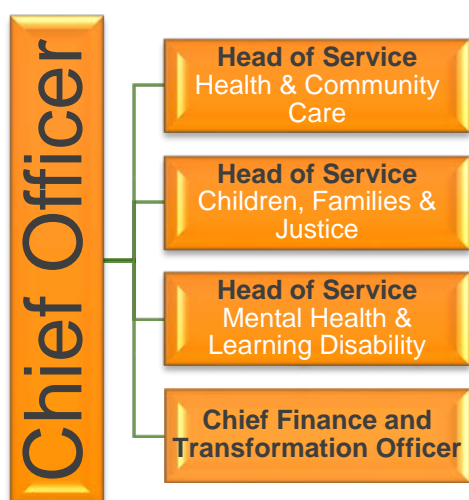 Chief Officer
Head of Service
Health & Community
Care
Head of Service
Children, Families &
Justice
Head of Service
Mental Health &
Learning Disability
Chief Finance and
Transformation Officer